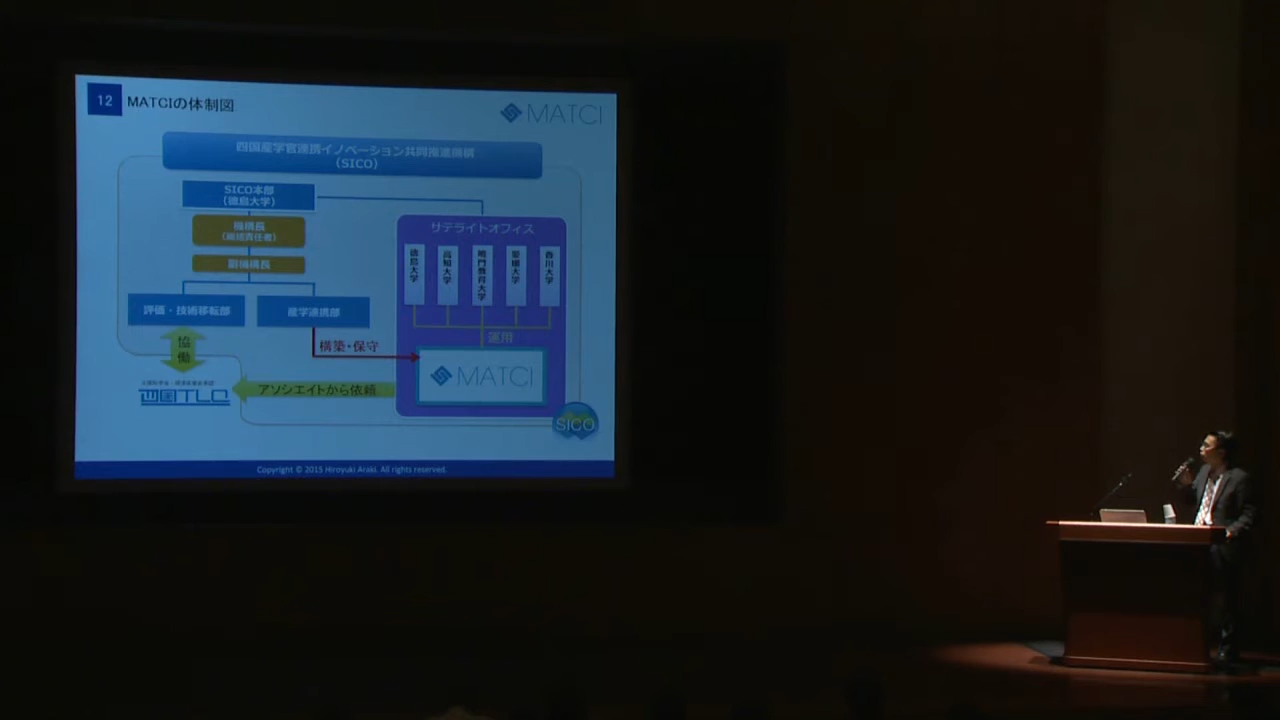 12
MATCIの体制図
MATCI
四国産学官連携イノベーション共同推進機構
(SICO)
SICO本部
(徳島大学)
機構長
(総括責任者)
副機構長
評価・技術移転部
産学連携部
サテライトオフィス
徳島大学
高知大学
鳴門教育大学
愛媛大学
香川大学
運用
構築・保守
協働
MATCI
アソシエイトから依頼
四国TLO
SICO
Copyright © 2015 Hiroyuki Araki. All rights reserved.